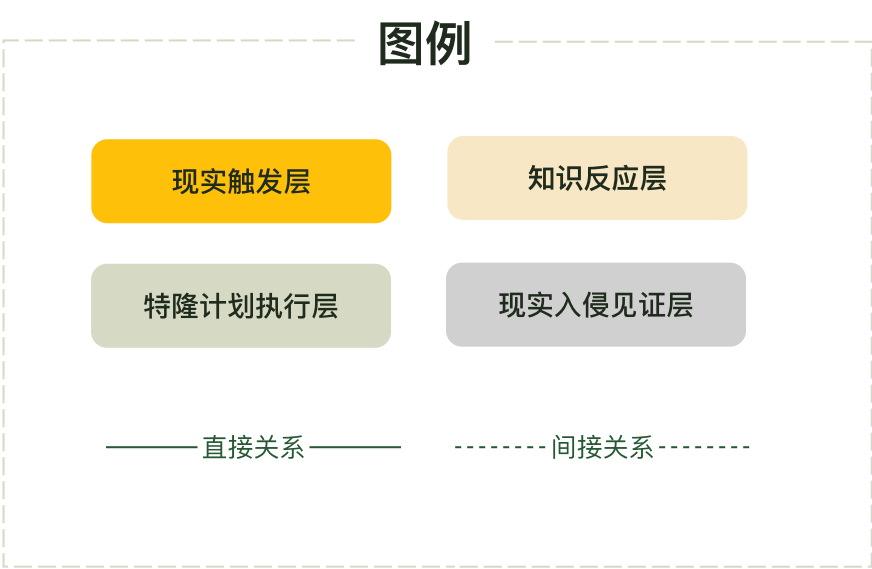 图例
现实触发层
知识反应层
特隆计划执行层
现实入侵见证层
直接关系
间接关系